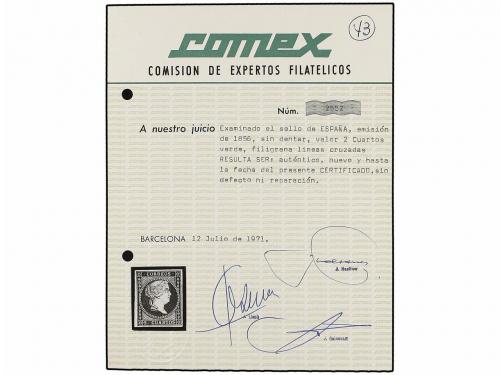 comex
43
COMISION DE EXPERTOS FILATELICOS
Núm. 2552
A nuestro juicio Examinado el sello de ESPAÑA, emisión
de 1856, sin dentar, valor 2 Cuartos
verde, filigrana líneas cruzadas
RESULTA SER: auténtico, nuevo y hasta
la fecha del presente CERTIFICADO, sin
defecto ni reparación.
BARCELONA 12 Julio de 1971.
CORREOS
CUARTOS